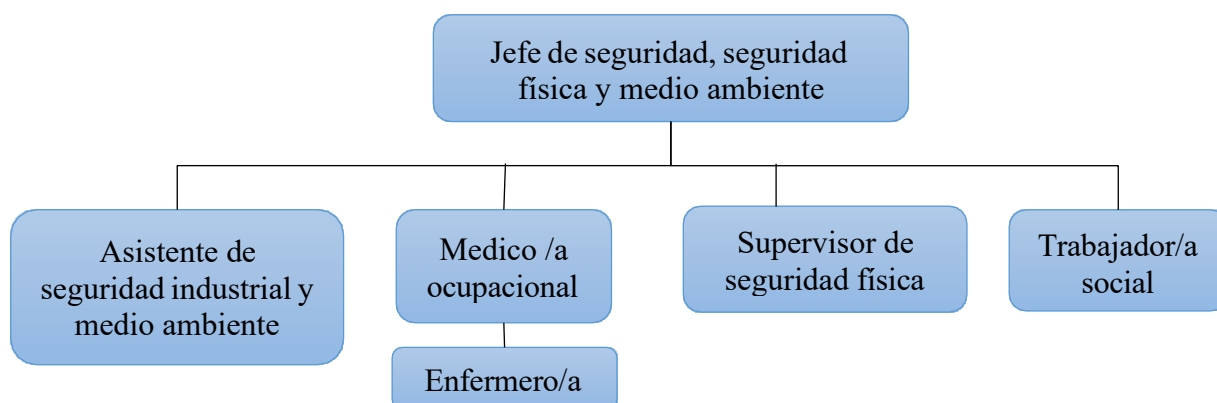 Jefe de seguridad, seguridad
física y medio ambiente
Asistente de
seguridad industrial y
medio ambiente
Medico /a
ocupacional
Supervisor de
seguridad física
Trabajador/a
social
Enfermero/a